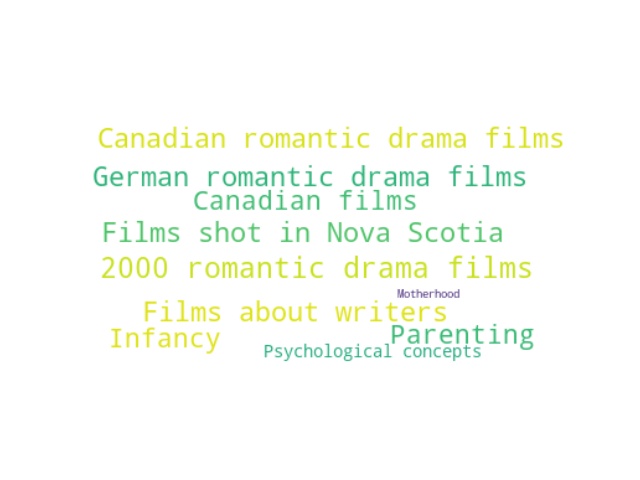 Canadian romantic drama films
German romantic drama films
Canadian films
Films shot in Nova Scotia
2000 romantic drama films
Motherhood
Films about writers
Parenting
Infancy
Psychological concepts